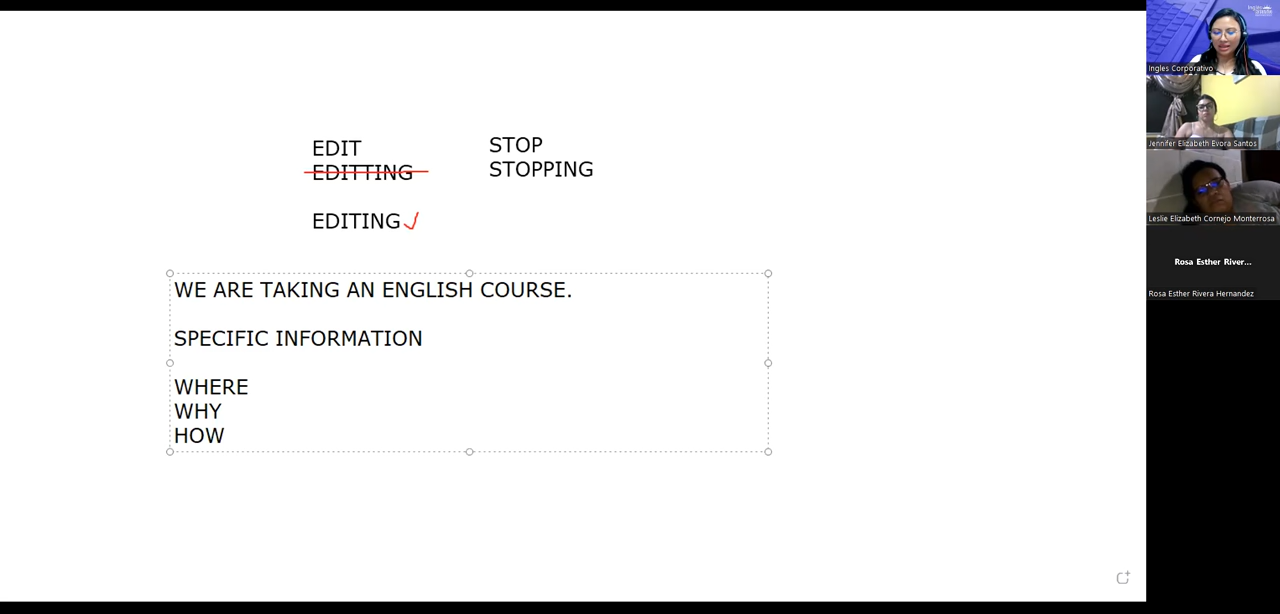 EDIT
EDITTING
EDITING
STOP
STOPPING
WE ARE TAKING AN ENGLISH COURSE.
SPECIFIC INFORMATION
WHERE
WHY
HOW
Ingles Corporativo
Jennifer Elizabeth Evora Santos
Leslie Elizabeth Cornejo Monterrosa
Rosa Esther River...
Rosa Esther Rivera Hernandez